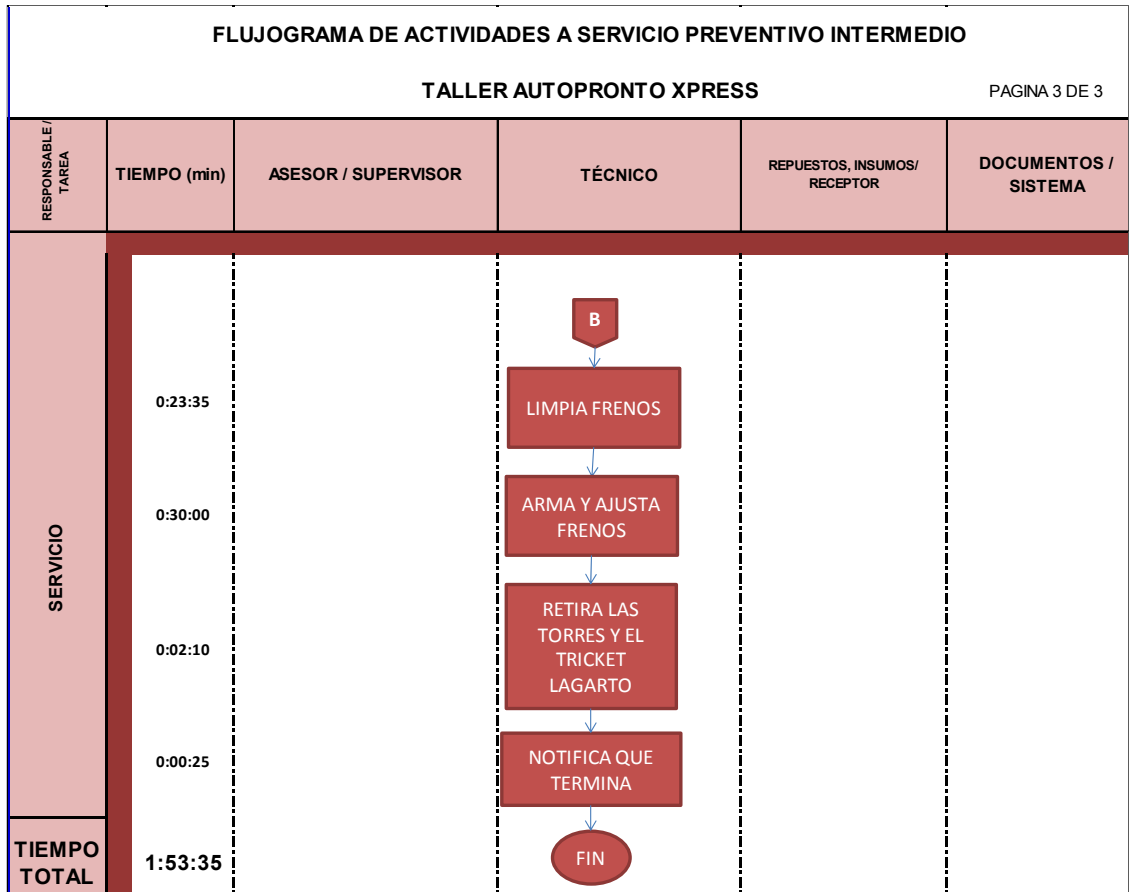 FLUJOGRAMA DE ACTIVIDADES A SERVICIO PREVENTIVO INTERMEDIO
TALLER AUTOPRONTO XPRESS
PAGINA 3 DE 3
RESPONSABLE /
TAREA
TIEMPO (min)
ASESOR / SUPERVISOR
TÉCNICO
REPUESTOS, INSUMOS/
RECEPTOR
DOCUMENTOS /
SISTEMA
SERVICIO
B
0:23:35
LIMPIA FRENOS
0:30:00
ARMA Y AJUSTA
FRENOS
0:02:10
RETIRA LAS
TORRES Y EL
TRICKET
LAGARTO
0:00:25
NOTIFICA QUE
TERMINA
TIEMPO
TOTAL
1:53:35
FIN